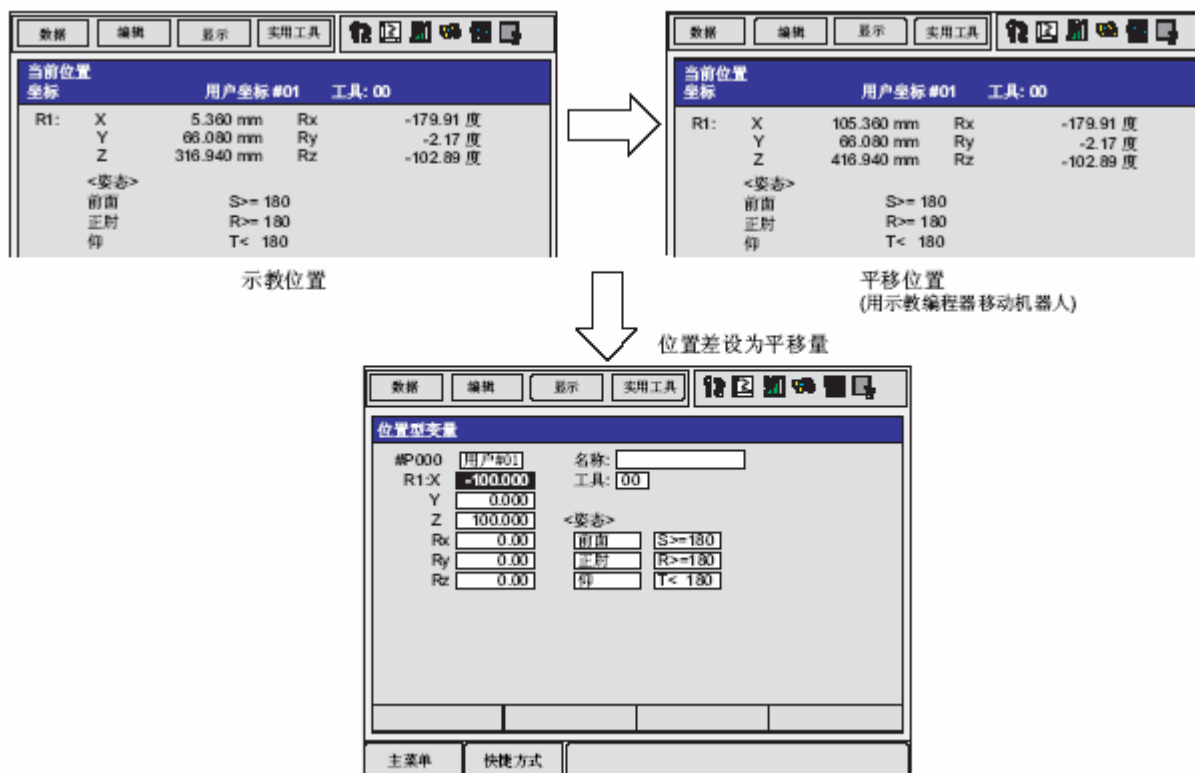 数据 编辑 显示 实用工具
当前位置
坐标 用户坐标 #01 工具: 00
R1: X 5.360 mm Rx -179.91 度
Y 66.080 mm Ry -2.17 度
Z 316.940 mm Rz -102.89 度
<姿态>
前面 S>= 180
正肘 R>= 180
仰 T< 180
示教位置
数据 编辑 显示 实用工具
当前位置
坐标 用户坐标 #01 工具: 00
R1: X 105.360 mm Rx -179.91 度
Y 66.080 mm Ry -2.17 度
Z 416.940 mm Rz -102.89 度
<姿态>
前面 S>= 180
正肘 R>= 180
仰 T< 180
平移位置
(用示教编程器移动机器人)
位置差设为平移量
数据 编辑 显示 实用工具
位置型变量
#P000 用户#01 名称:
R1:X -100.000 工具: 00
Y 0.000
Z 100.000 <姿态>
Rx 0.00 前面 S>=180
Ry 0.00 正肘 R>=180
Rz 0.00 仰 T< 180
主菜单 快捷方式